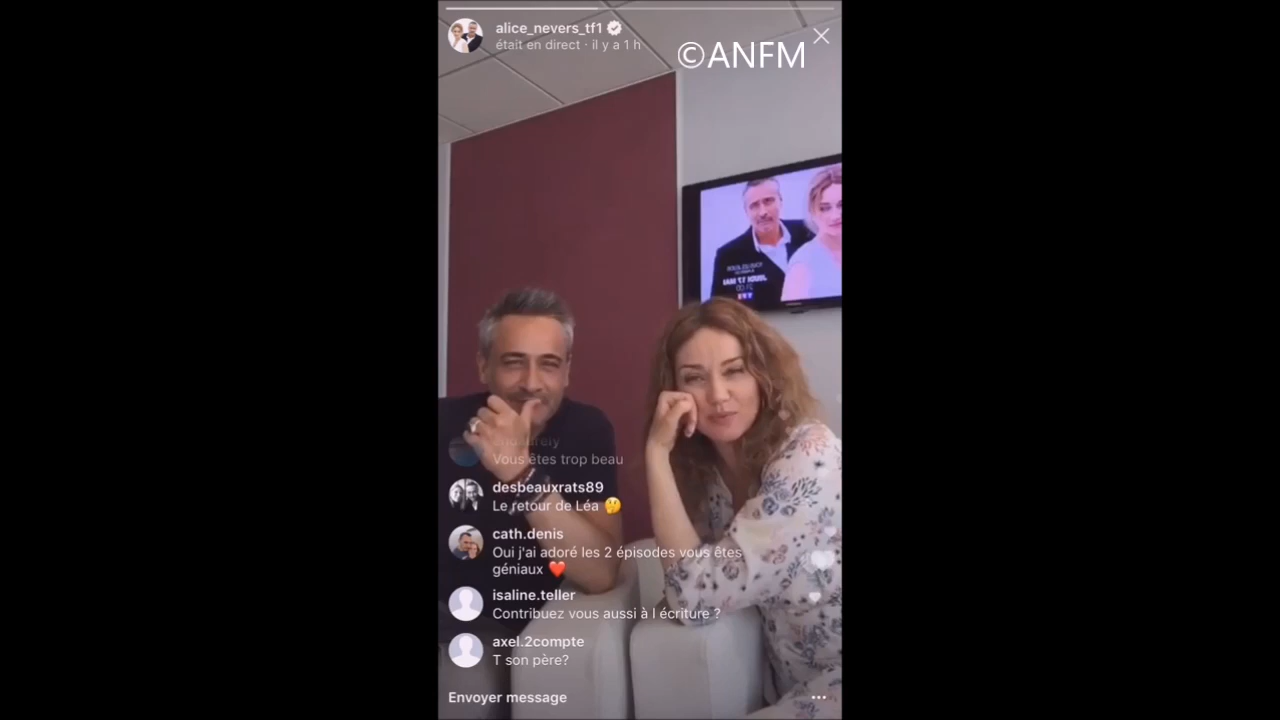 alice_nevers_tf1
était en direct · il y a 1 h
©ANFM
Vous êtes trop beau
desbeauxrats89
Le retour de Léa 🤔
cath.denis
Oui j'ai adoré les 2 épisodes vous êtes
géniaux ❤️
isaline.teller
Contribuez vous aussi à l écriture ?
axel.2compte
T son père?
Envoyer message